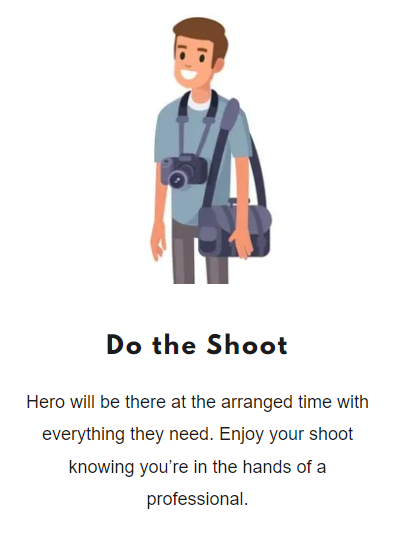 Do the Shoot
Hero will be there at the arranged time with
everything they need. Enjoy your shoot
knowing you’re in the hands of a
professional.